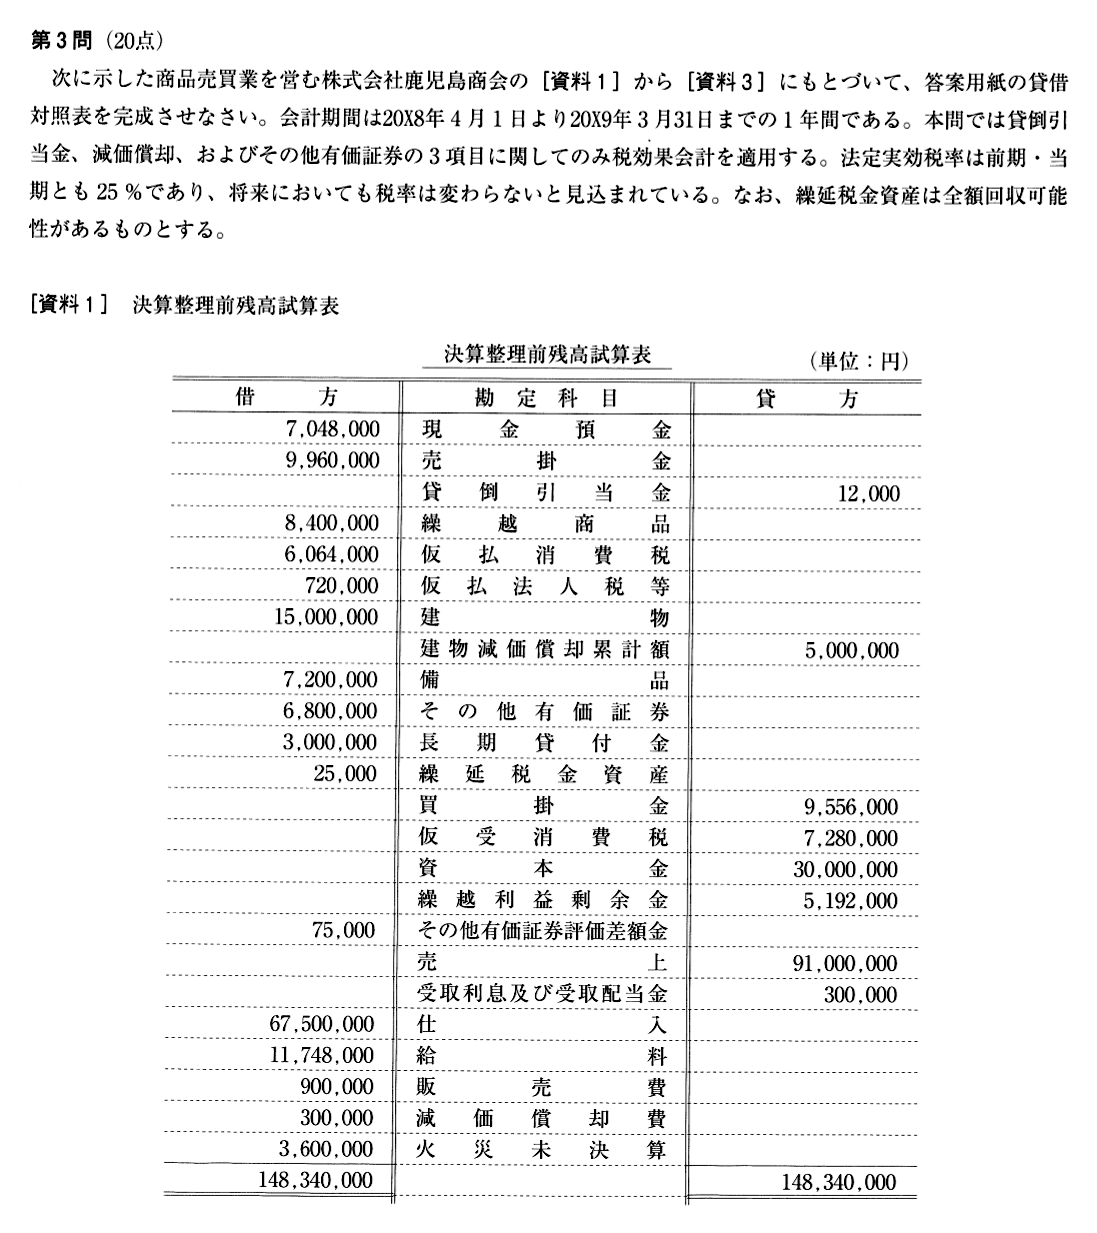 第3問（20点）
次に示した商品売買業を営む株式会社鹿児島商会の［資料1］から［資料3］にもとづいて、答案用紙の貸借
対照表を完成させなさい。会計期間は20X8年4月1日より20X9年3月31日までの1年間である。本問では貸倒引
当金、減価償却、およびその他有価証券の3項目に関してのみ税効果会計を適用する。法定実効税率は前期・当
期とも25％であり、将来においても税率は変わらないと見込まれている。なお、繰延税金資産は全額回収可能
性があるものとする。
［資料1］ 決算整理前残高試算表
決算整理前残高試算表 （単位：円）
借方 勘定科目 貸方
7,048,000 現金預金
9,960,000 売掛金
貸倒引当金 12,000
8,400,000 繰越商品
6,064,000 仮払消費税
720,000 仮払法人税等
15,000,000 建物
建物減価償却累計額 5,000,000
7,200,000 備品
6,800,000 その他有価証券
3,000,000 長期貸付金
25,000 繰延税金資産
買掛金 9,556,000
仮受消費税 7,280,000
資本金 30,000,000
繰越利益剰余金 5,192,000
75,000 その他有価証券評価差額金
売上 91,000,000
受取利息及び受取配当金 300,000
67,500,000 仕入
11,748,000 給料
900,000 販売費
300,000 減価償却費
3,600,000 火災未決算
148,340,000 148,340,000